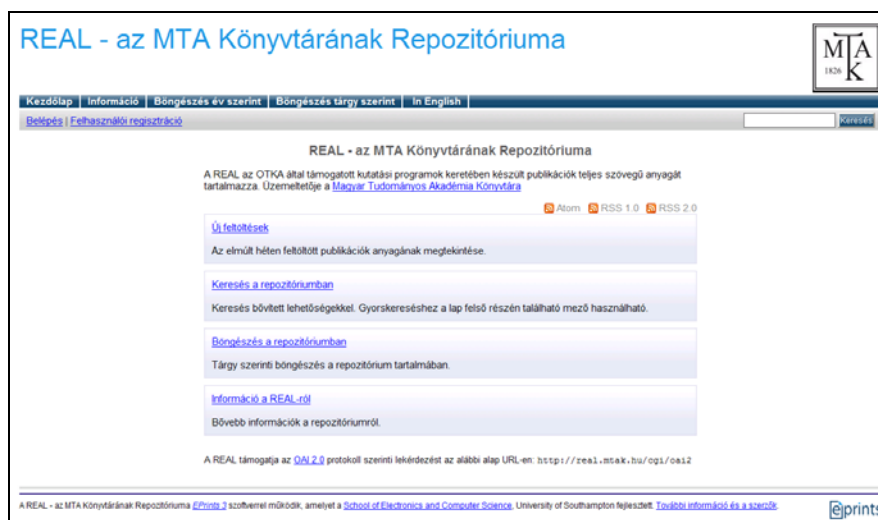 REAL - az MTA Könyvtárának Repozitóriuma
MTA
1826 K
Kezdőlap | Információ | Böngészés év szerint | Böngészés tárgy szerint | In English
Belépés | Felhasználói regisztráció
Keresés
REAL - az MTA Könyvtárának Repozitóriuma
A REAL az OTKA által támogatott kutatási programok keretében készült publikációk teljes szövegű anyagát
tartalmazza. Üzemeltetője a Magyar Tudományos Akadémia Könyvtára
Atom RSS 1.0 RSS 2.0
Új feltöltések
Az elmúlt héten feltöltött publikációk anyagának megtekintése.
Keresés a repozitóriumban
Keresés bővített lehetőségekkel. Gyorskereséshez a lap felső részén található mező használható.
Böngészés a repozitóriumban
Tárgy szerinti böngészés a repozitórium tartalmában.
Információ a REAL-ról
Bővebb információk a repozitóriumról.
A REAL támogatja az OAI 2.0 protokoll szerinti lekérdezést az alábbi alap URL-en: http://real.mtak.hu/cgi/oai2
A REAL - az MTA Könyvtárának Repozitóriuma EPrints 3 szoftverrel működik, amelyet a School of Electronics and Computer Science, University of Southampton fejlesztett. További információ és a szerzők.
eprints